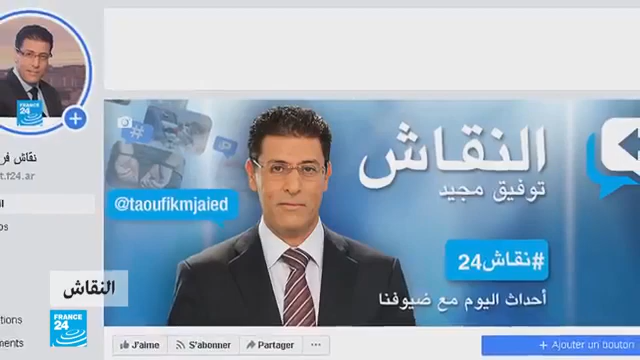 FRANCE
24
نقاش فر
t.f24.ar
النقاش
توفيق مجيد
@taoufikmjaied
#نقاش24
أحداث اليوم مع ضيوفنا
J'aime
S'abonner
Partager
+ Ajouter un bouton
النقاش
FRANCE
24